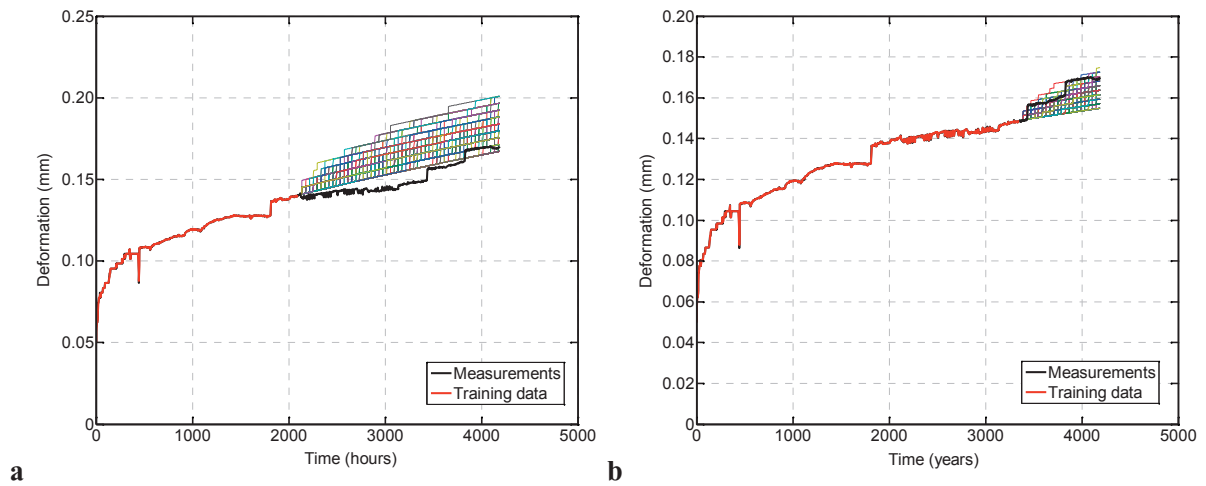 0.25
0.20
0.15
0.10
0.05
0
Deformation (mm)
0 1000 2000 3000 4000 5000
Time (hours)
Measurements
Training data
a
0.20
0.18
0.16
0.14
0.12
0.10
0.08
0.06
0.04
0.02
0
Deformation (mm)
0 1000 2000 3000 4000 5000
Time (years)
Measurements
Training data
b